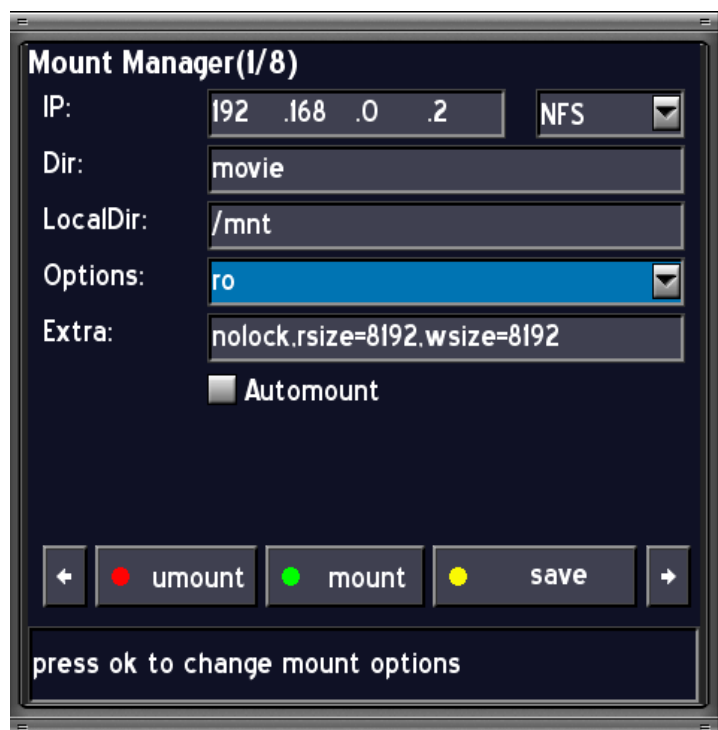 Mount Manager(1/8)
IP: 192 .168 .0 .2 NFS
Dir: movie
LocalDir: /mnt
Options: ro
Extra: nolock,rsize=8192,wsize=8192
Automount
umount mount save
press ok to change mount options